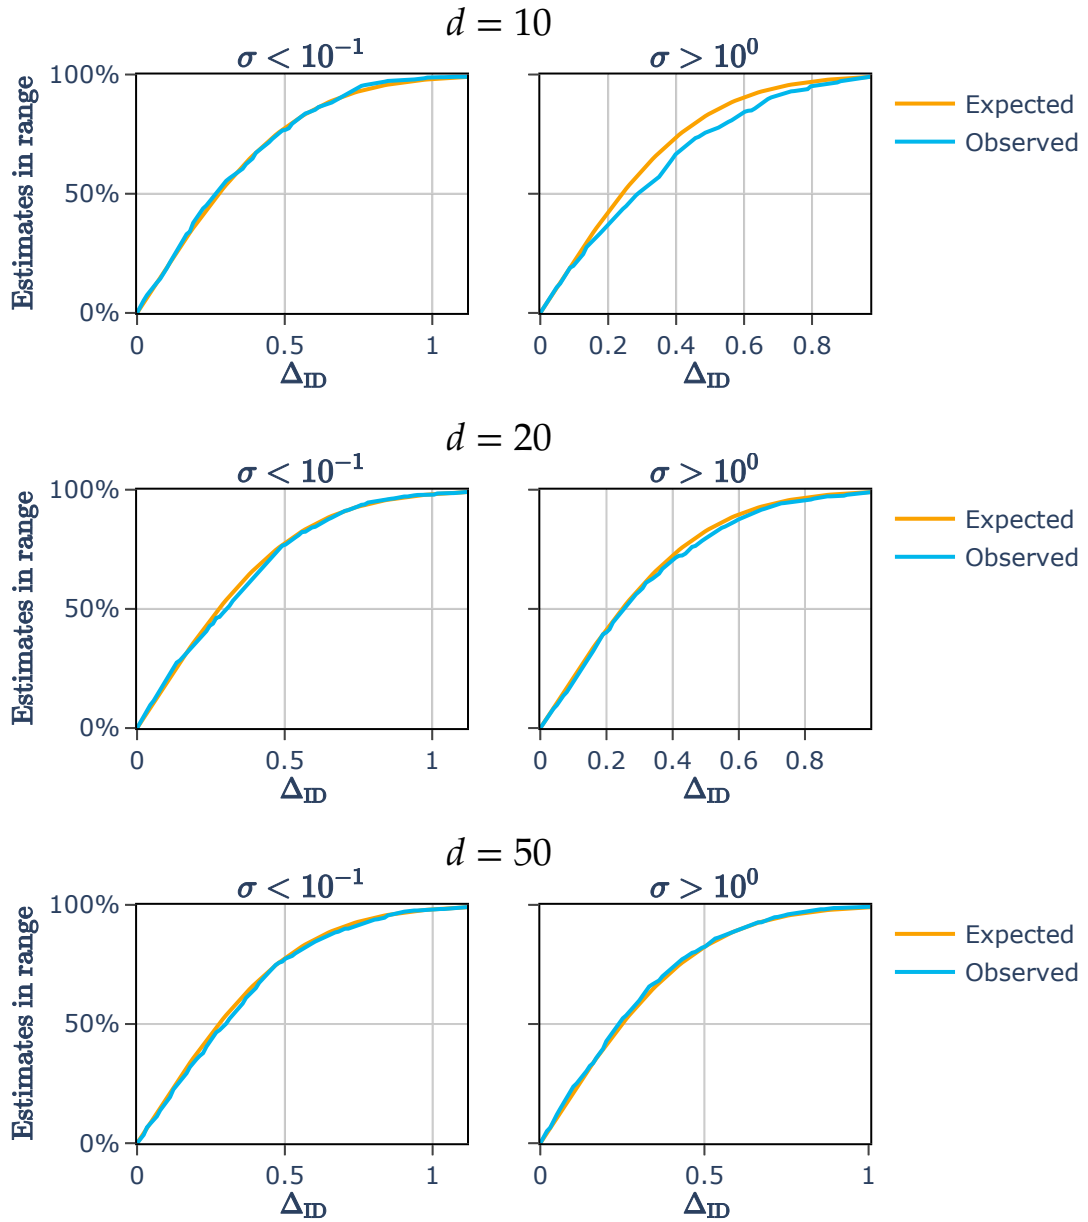 d = 10
σ < 10⁻¹
σ > 10⁰
Estimates in range
100%
50%
0%
0
0.5
1
Δ_ID
0
0.2
0.4
0.6
0.8
Δ_ID
Expected
Observed
d = 20
σ < 10⁻¹
σ > 10⁰
Estimates in range
100%
50%
0%
0
0.5
1
Δ_ID
0
0.2
0.4
0.6
0.8
Δ_ID
Expected
Observed
d = 50
σ < 10⁻¹
σ > 10⁰
Estimates in range
100%
50%
0%
0
0.5
1
Δ_ID
0
0.5
1
Δ_ID
Expected
Observed